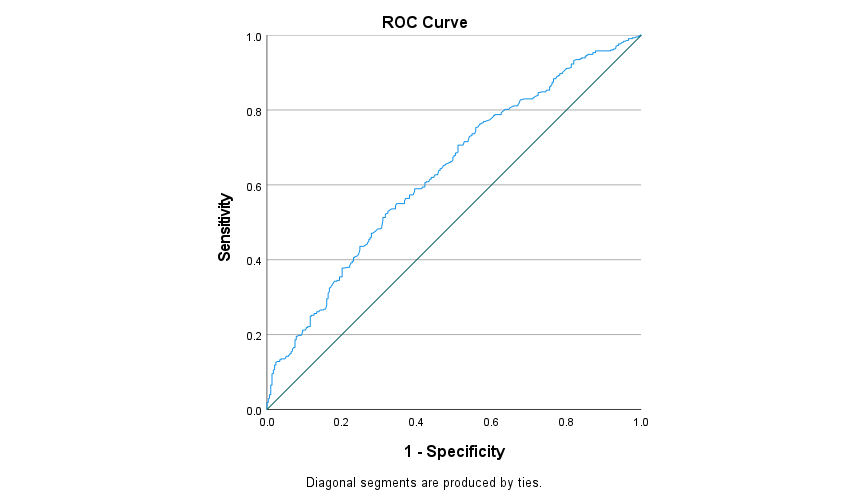 ROC Curve
1.0
0.8
0.6
0.4
0.2
0.0
Sensitivity
0.0 0.2 0.4 0.6 0.8 1.0
1 - Specificity
Diagonal segments are produced by ties.